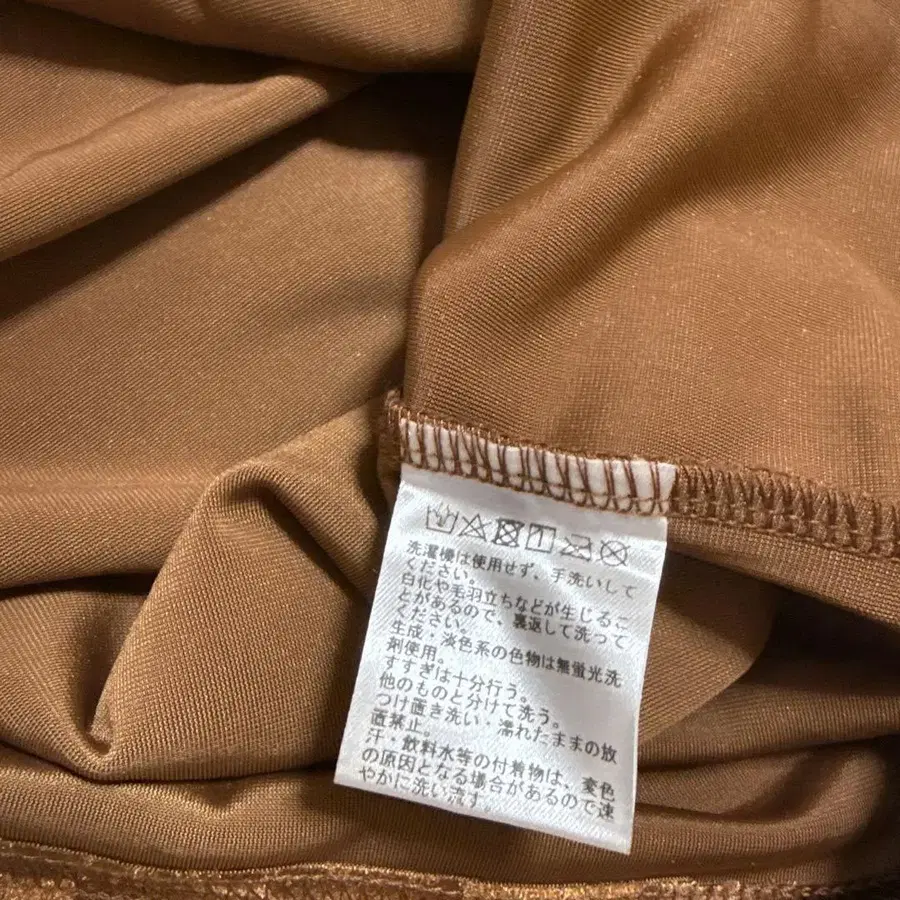 洗濯機は使用せず、手洗いして
ください。
白化や毛羽立ちなどが生じるこ
とがあるので、裏返して洗って
ください。
生成・淡色系の色物は無蛍光洗
剤使用。
すすぎは十分行う。
他のものと分けて洗う。
つけ置き洗い・濡れたままの放
置禁止。
汗・飲料水等の付着物は、変色
の原因となる場合があるので速
やかに洗い流す。